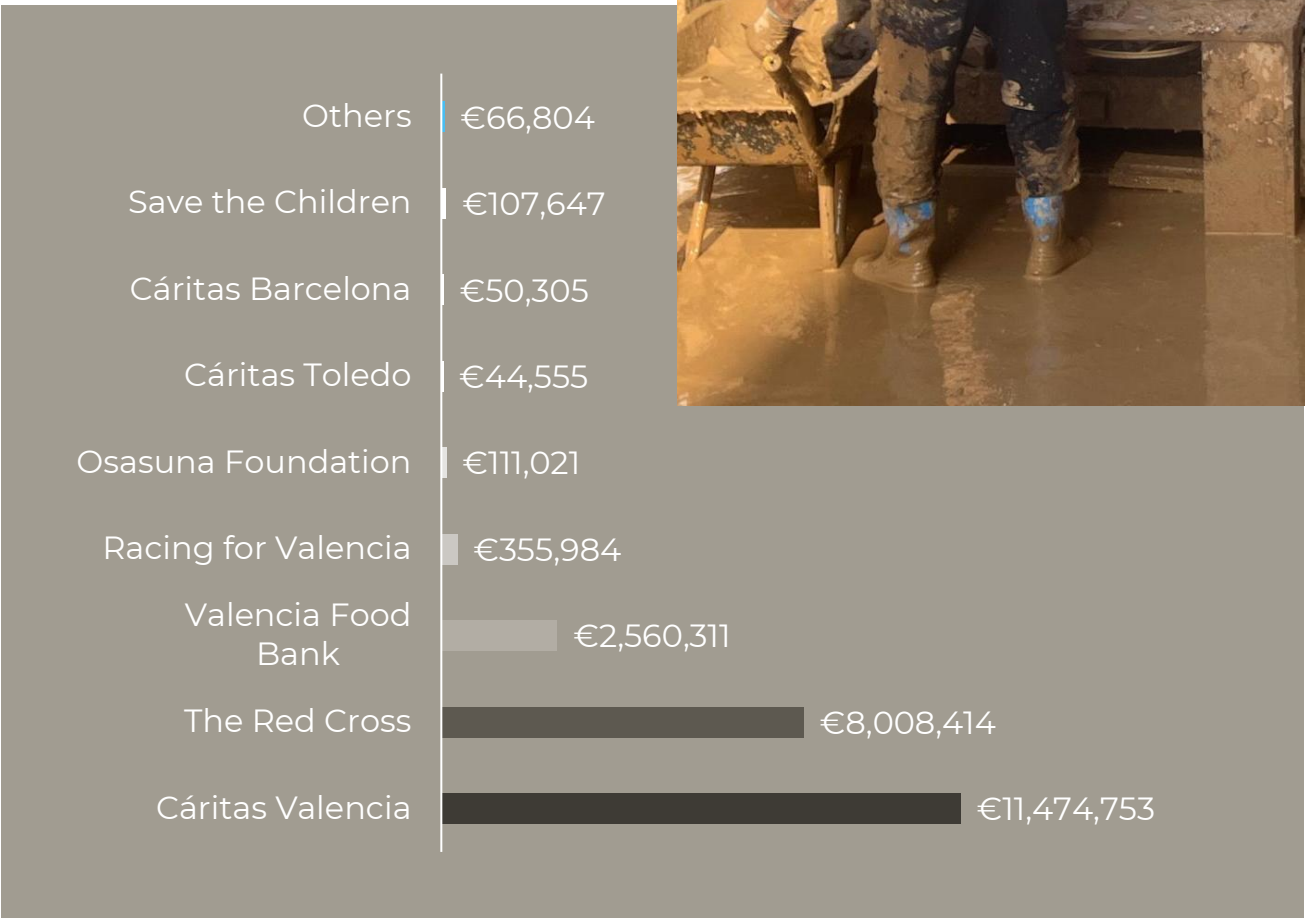 Others €66,804
Save the Children €107,647
Cáritas Barcelona €50,305
Cáritas Toledo €44,555
Osasuna Foundation €111,021
Racing for Valencia €355,984
Valencia Food
Bank €2,560,311
The Red Cross €8,008,414
Cáritas Valencia €11,474,753